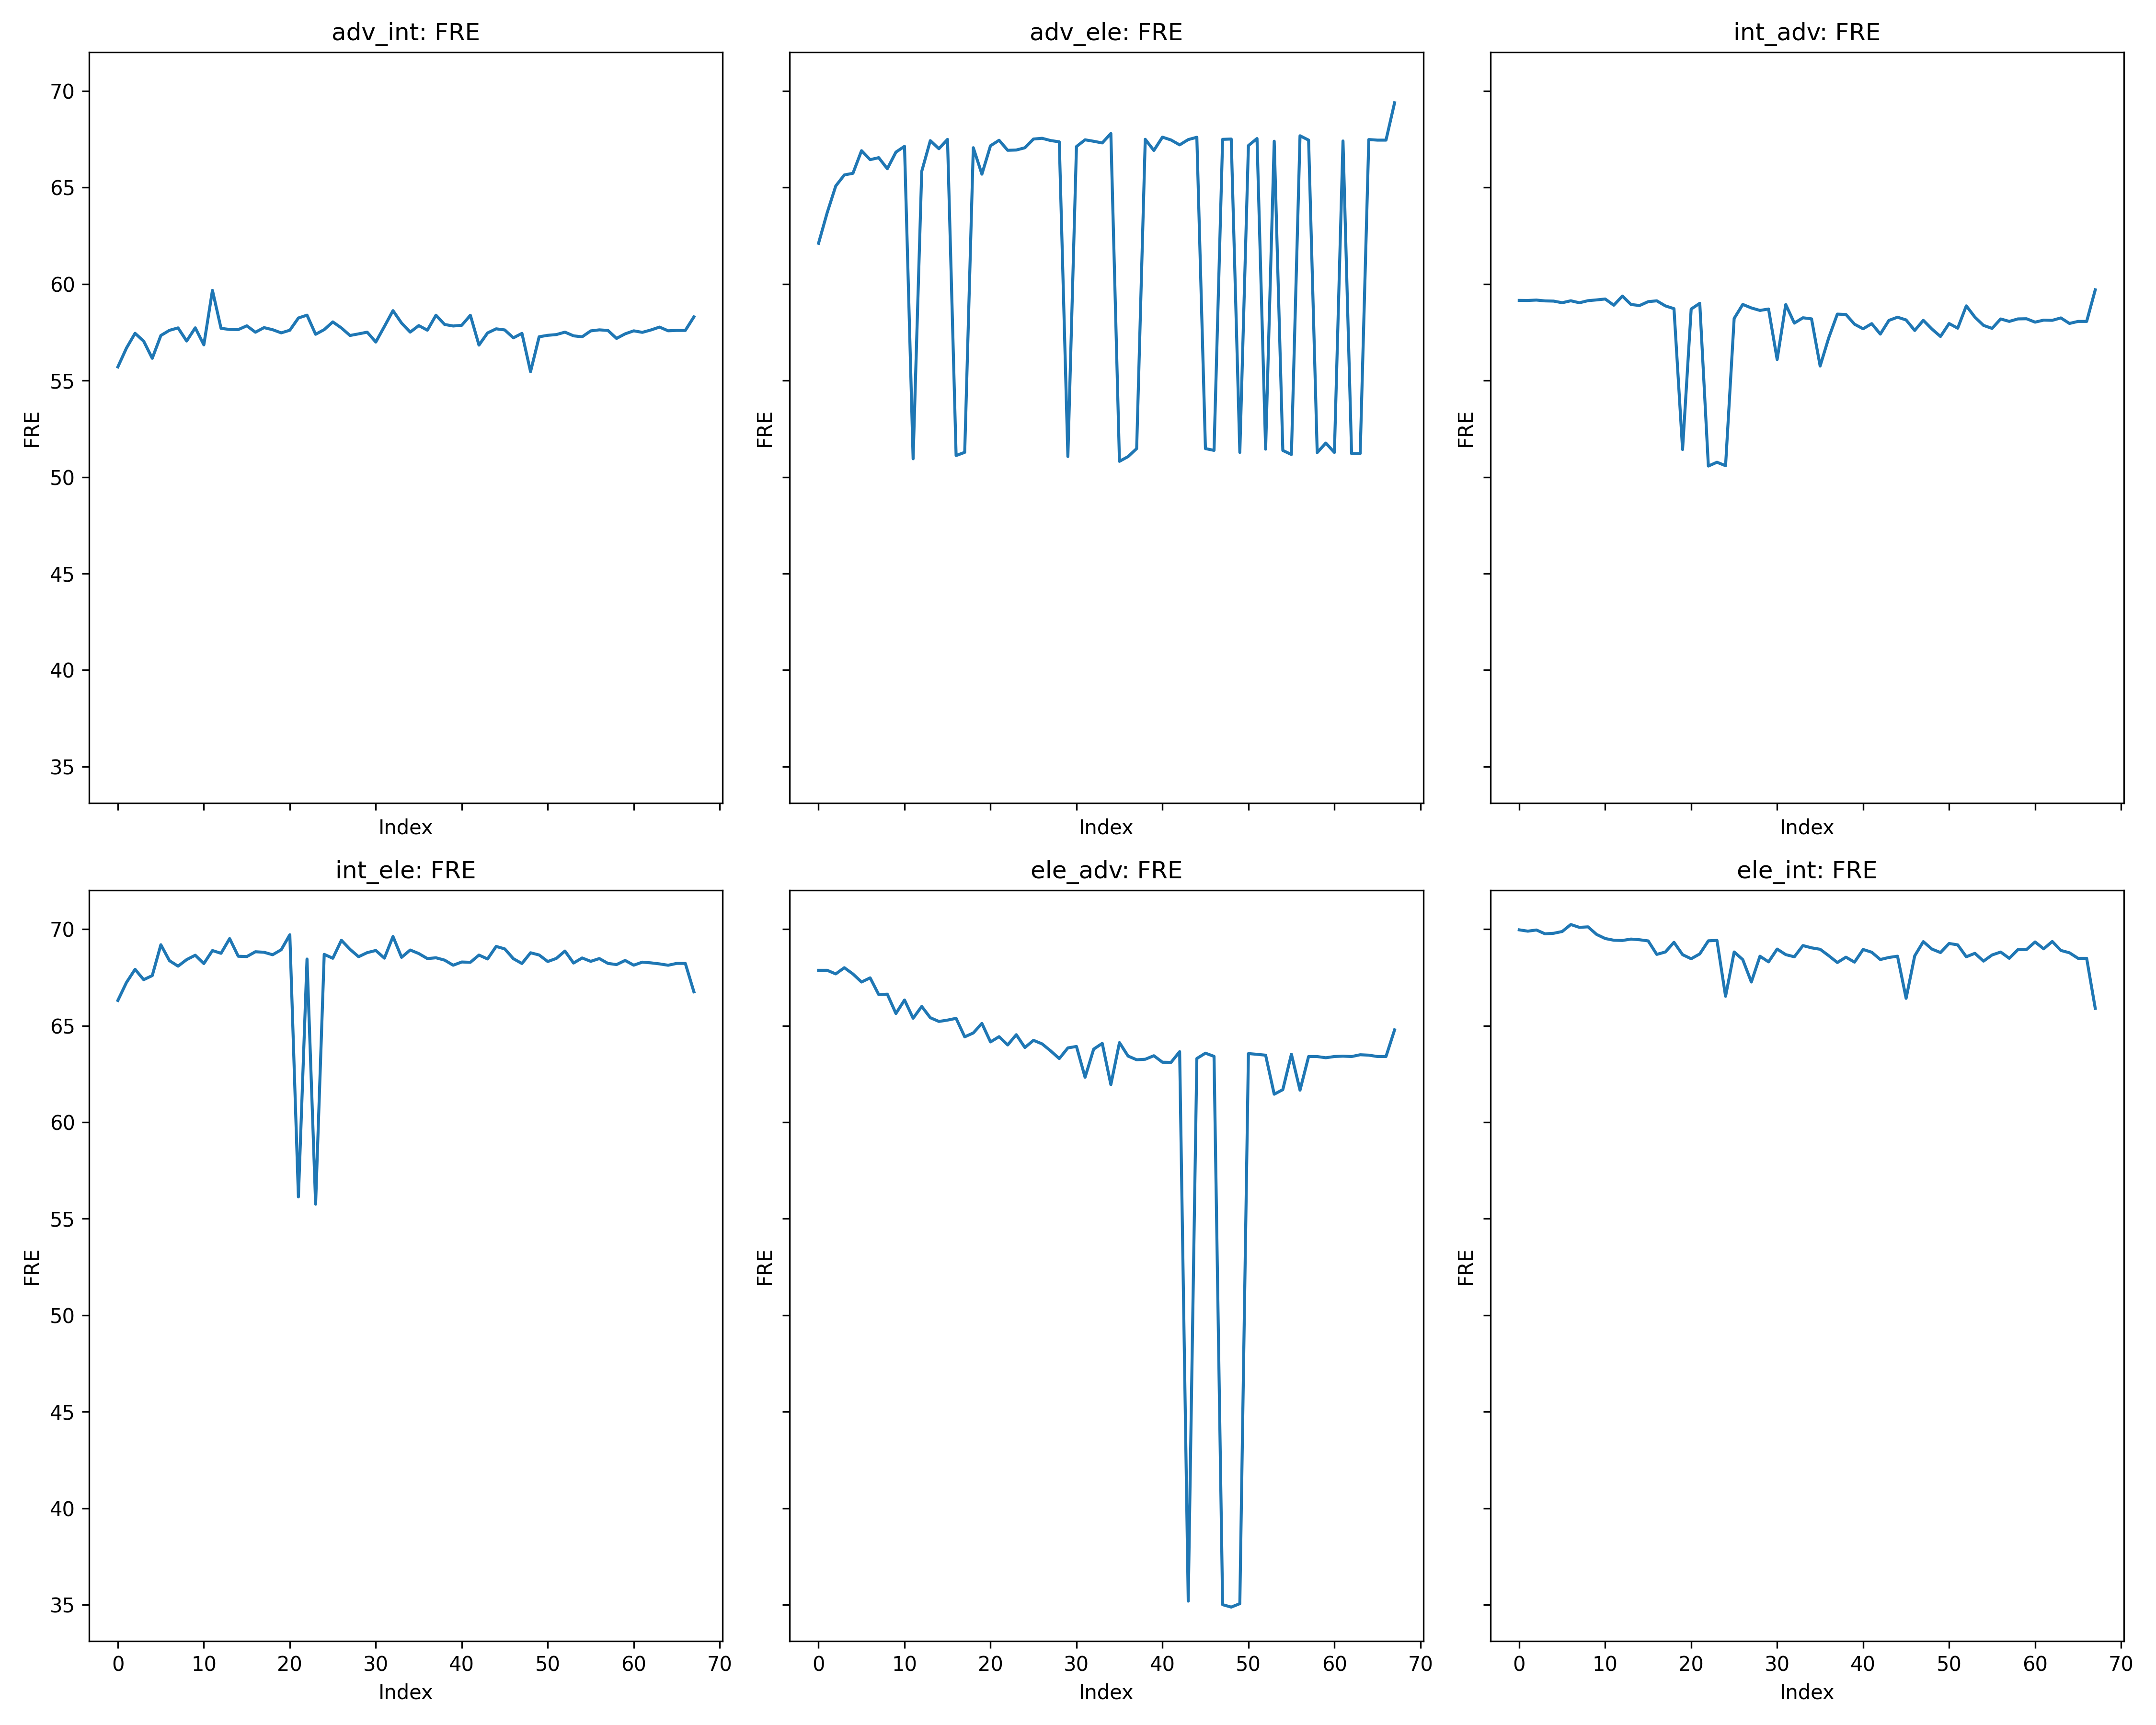 adv_int: FRE
adv_ele: FRE
int_adv: FRE
70
65
60
55
50
45
40
35
FRE
FRE
FRE
Index
Index
Index
int_ele: FRE
ele_adv: FRE
ele_int: FRE
70
65
60
55
50
45
40
35
FRE
FRE
FRE
0 10 20 30 40 50 60 70
0 10 20 30 40 50 60 70
0 10 20 30 40 50 60 70
Index
Index
Index